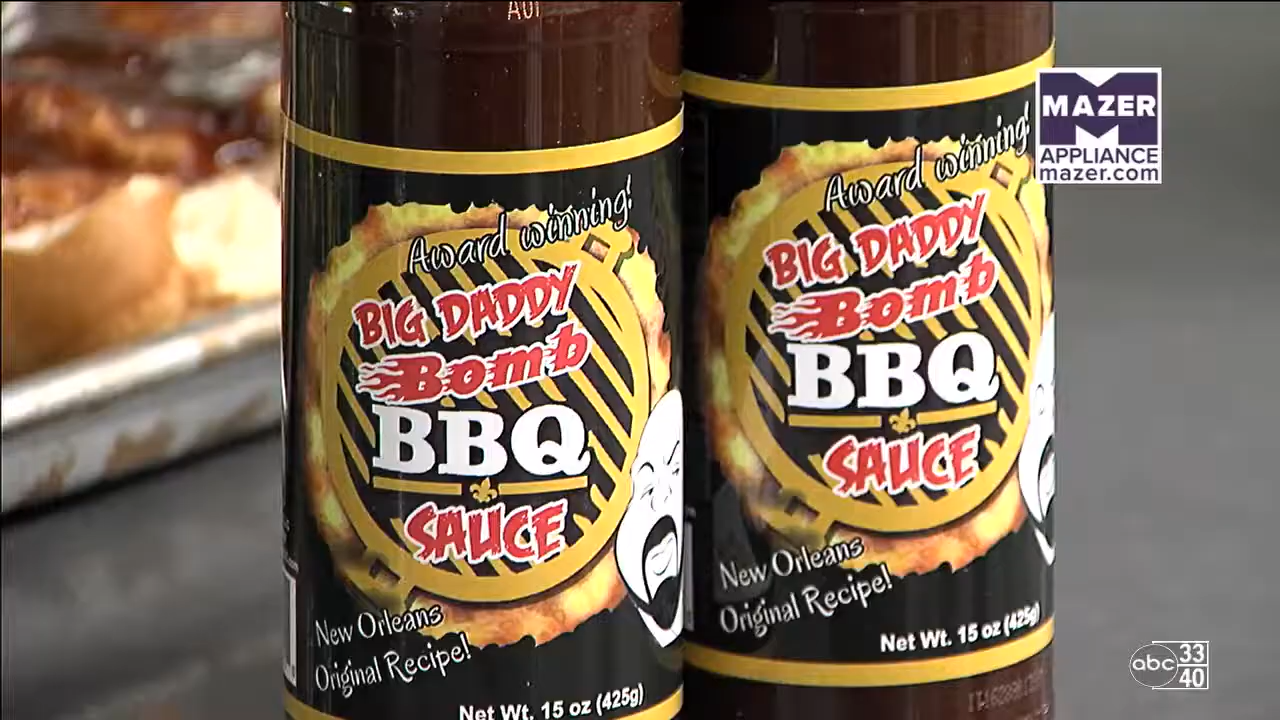 Award winning!
BIG DADDY
Bomb
BBQ
SAUCE
New Orleans
Original Recipe!
Net Wt. 15 oz (425g)
Award winning!
BIG DADDY
Bomb
BBQ
SAUCE
New Orleans
Original Recipe!
Net Wt. 15 oz (425g)
MAZER
APPLIANCE
mazer.com
abc 33
40